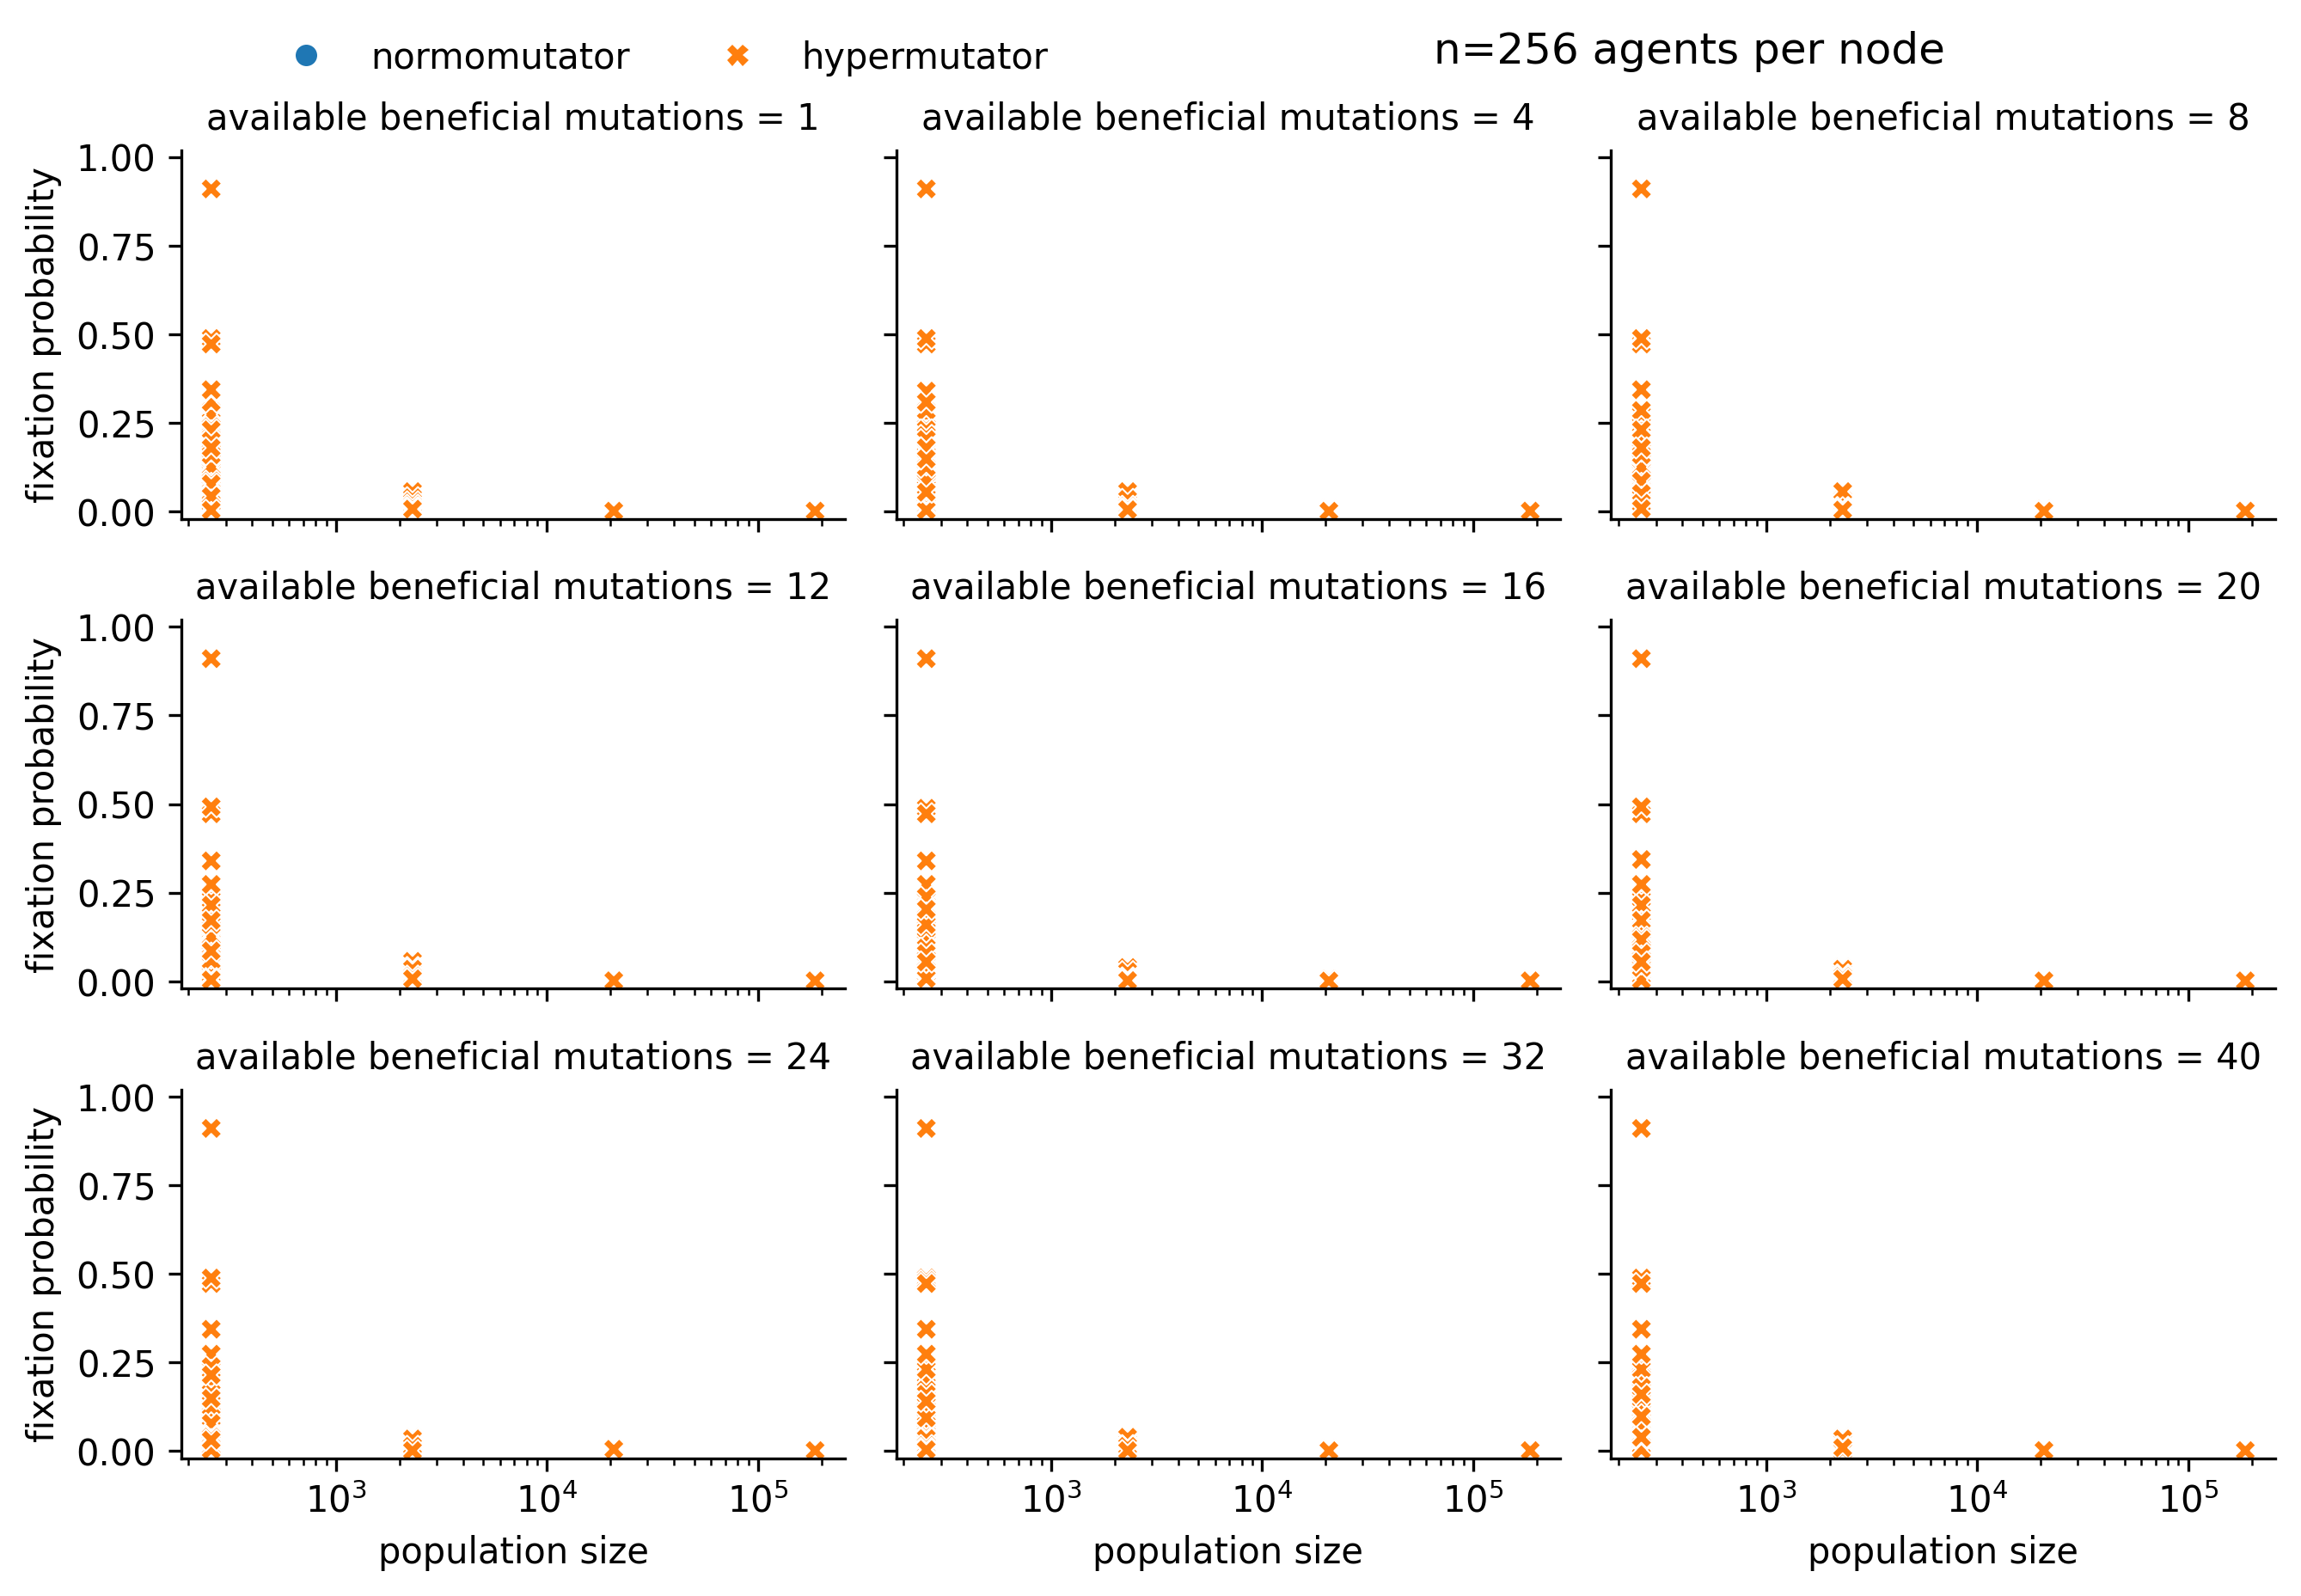 normomutator hypermutator n=256 agents per node
available beneficial mutations = 1 available beneficial mutations = 4 available beneficial mutations = 8
1.00
0.75
0.50
0.25
0.00
fixation probability
available beneficial mutations = 12 available beneficial mutations = 16 available beneficial mutations = 20
1.00
0.75
0.50
0.25
0.00
fixation probability
available beneficial mutations = 24 available beneficial mutations = 32 available beneficial mutations = 40
1.00
0.75
0.50
0.25
0.00
fixation probability
10³ 10⁴ 10⁵ 10³ 10⁴ 10⁵ 10³ 10⁴ 10⁵
population size population size population size